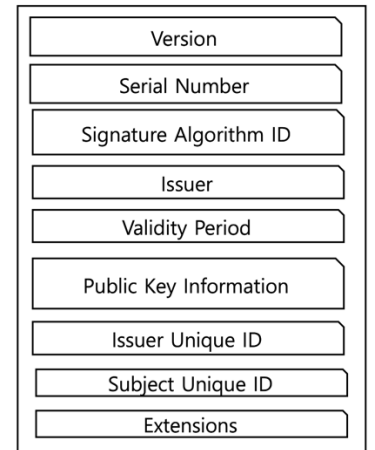 Version
Serial Number
Signature Algorithm ID
Issuer
Validity Period
Public Key Information
Issuer Unique ID
Subject Unique ID
Extensions